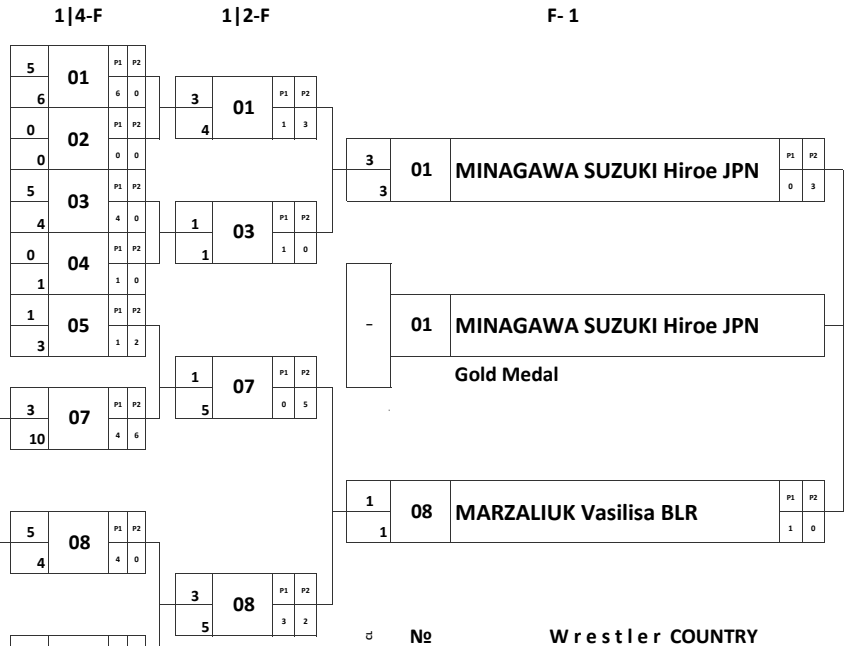 1|4-F 1|2-F F- 1
5 01 P1 P2
6 6 0
0 02 P1 P2
0 0 0
5 03 P1 P2
4 4 0
0 04 P1 P2
1 1 0
1 05 P1 P2
3 1 2
3 07 P1 P2
10 4 6
5 08 P1 P2
4 4 0
3 01 P1 P2
4 1 3
1 03 P1 P2
1 1 0
1 07 P1 P2
5 0 5
3 08 P1 P2
5 3 2
3 01 MINAGAWA SUZUKI Hiroe JPN P1 P2
3 0 3
– 01 MINAGAWA SUZUKI Hiroe JPN
Gold Medal
1 08 MARZALIUK Vasilisa BLR P1 P2
1 1 0
№ Wrestler COUNTRY